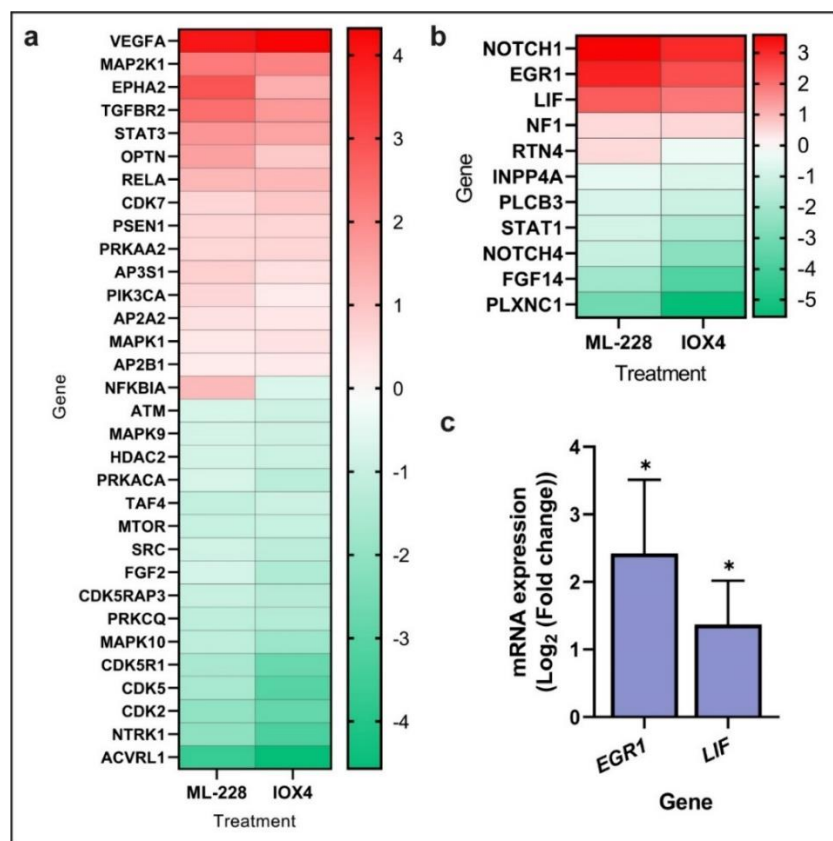 a
VEGFA
MAP2K1
EPHA2
TGFBR2
STAT3
OPTN
RELA
CDK7
PSEN1
PRKAA2
AP3S1
PIK3CA
AP2A2
MAPK1
AP2B1
NFKBIA
ATM
MAPK9
HDAC2
PRKACA
TAF4
MTOR
SRC
FGF2
CDK5RAP3
PRKCQ
MAPK10
CDK5R1
CDK5
CDK2
NTRK1
ACVRL1
Gene
ML-228 IOX4
Treatment
4
3
2
1
0
-1
-2
-3
-4
b
NOTCH1
EGR1
LIF
NF1
RTN4
INPP4A
PLCB3
STAT1
NOTCH4
FGF14
PLXNC1
Gene
ML-228 IOX4
Treatment
3
2
1
0
-1
-2
-3
-4
-5
c
mRNA expression
(Log₂ (Fold change))
4
3
2
1
0
*
*
EGR1
LIF
Gene